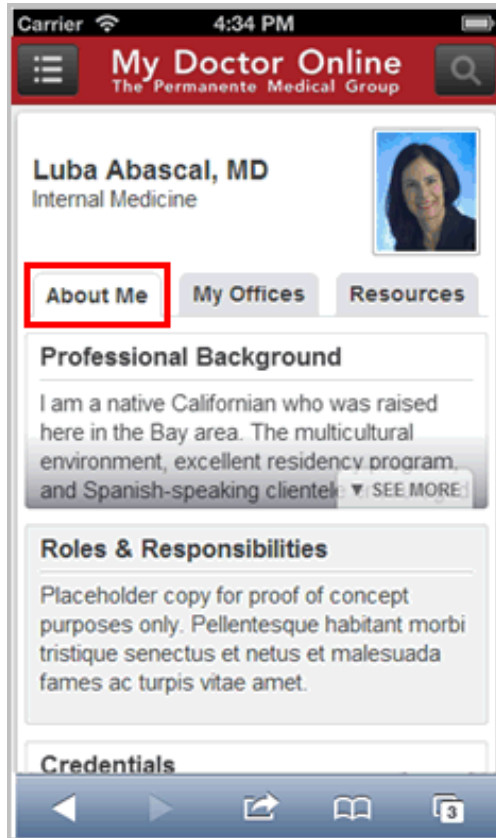 Carrier 4:34 PM
My Doctor Online
The Permanente Medical Group
Luba Abascal, MD
Internal Medicine
About Me My Offices Resources
Professional Background
I am a native Californian who was raised
here in the Bay area. The multicultural
environment, excellent residency program,
and Spanish-speaking clientele ▼ SEE MORE
Roles & Responsibilities
Placeholder copy for proof of concept
purposes only. Pellentesque habitant morbi
tristique senectus et netus et malesuada
fames ac turpis vitae amet.
Credentials
3